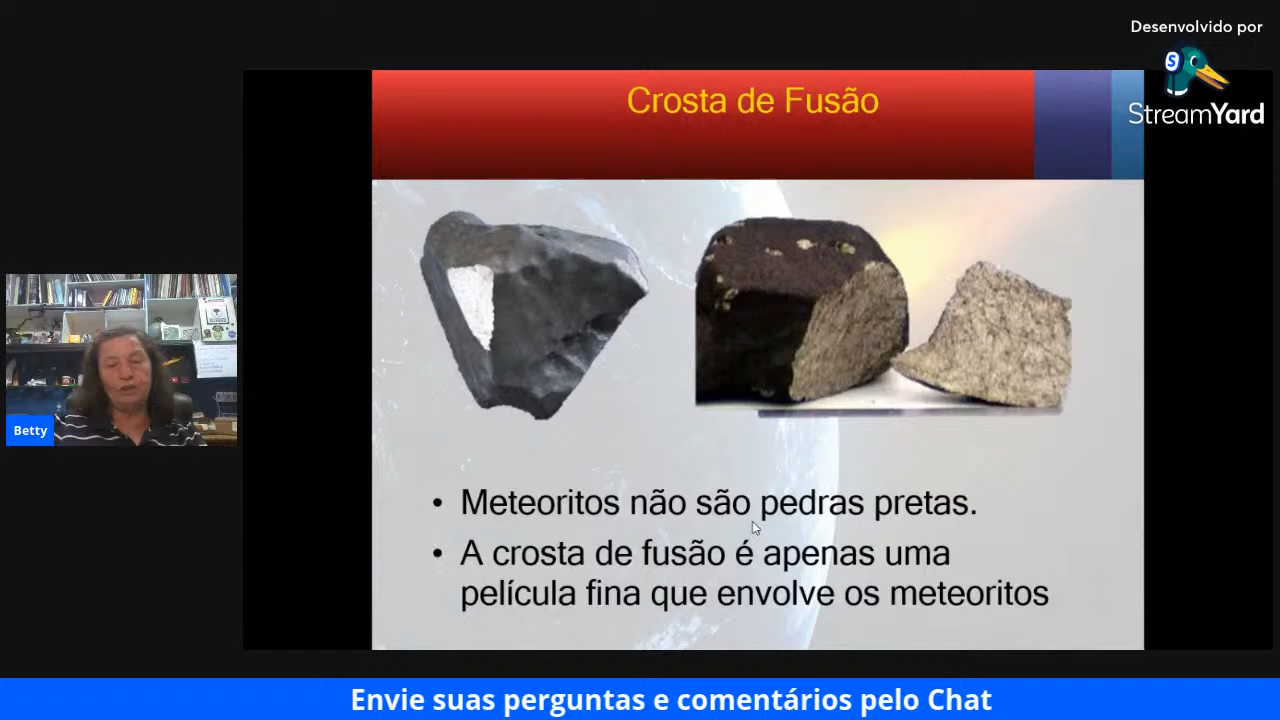 Desenvolvido por
StreamYard
Crosta de Fusão
Betty
• Meteoritos não são pedras pretas.
• A crosta de fusão é apenas uma
película fina que envolve os meteoritos
Envie suas perguntas e comentários pelo Chat